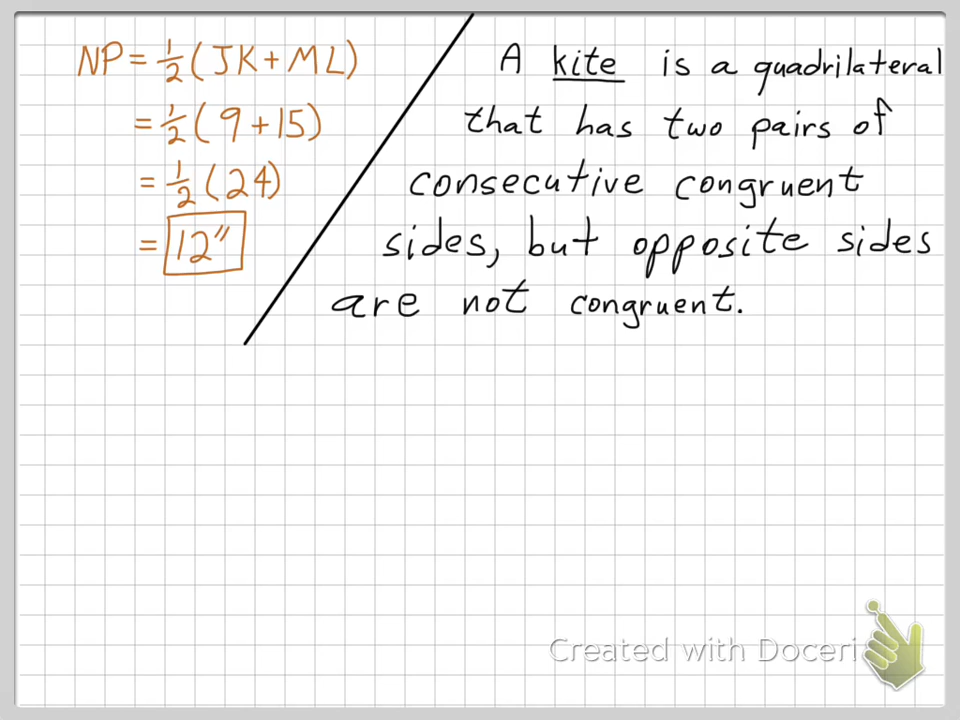 NP = 1/2 (JK + ML)
= 1/2 (9 + 15)
= 1/2 (24)
= 12"
A kite is a quadrilateral
that has two pairs of
consecutive congruent
sides, but opposite sides
are not congruent.
Created with Doceri